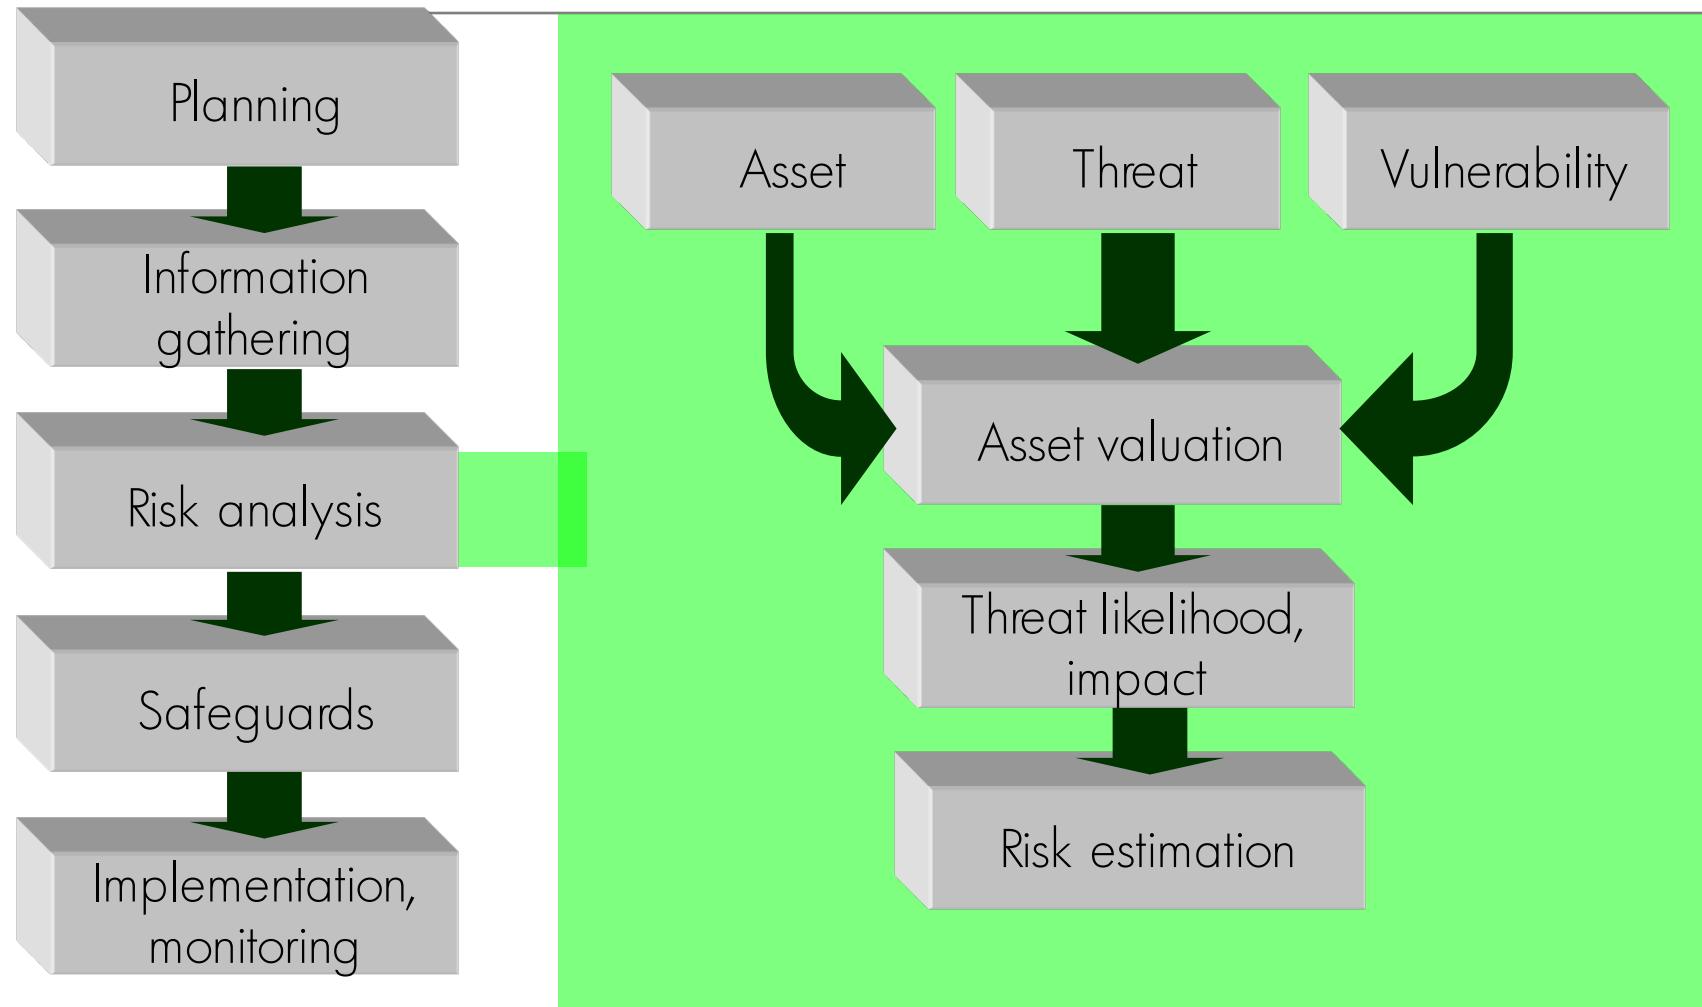 Planning
Information
gathering
Risk analysis
Safeguards
Implementation,
monitoring
Asset
Threat
Vulnerability
Asset valuation
Threat likelihood,
impact
Risk estimation